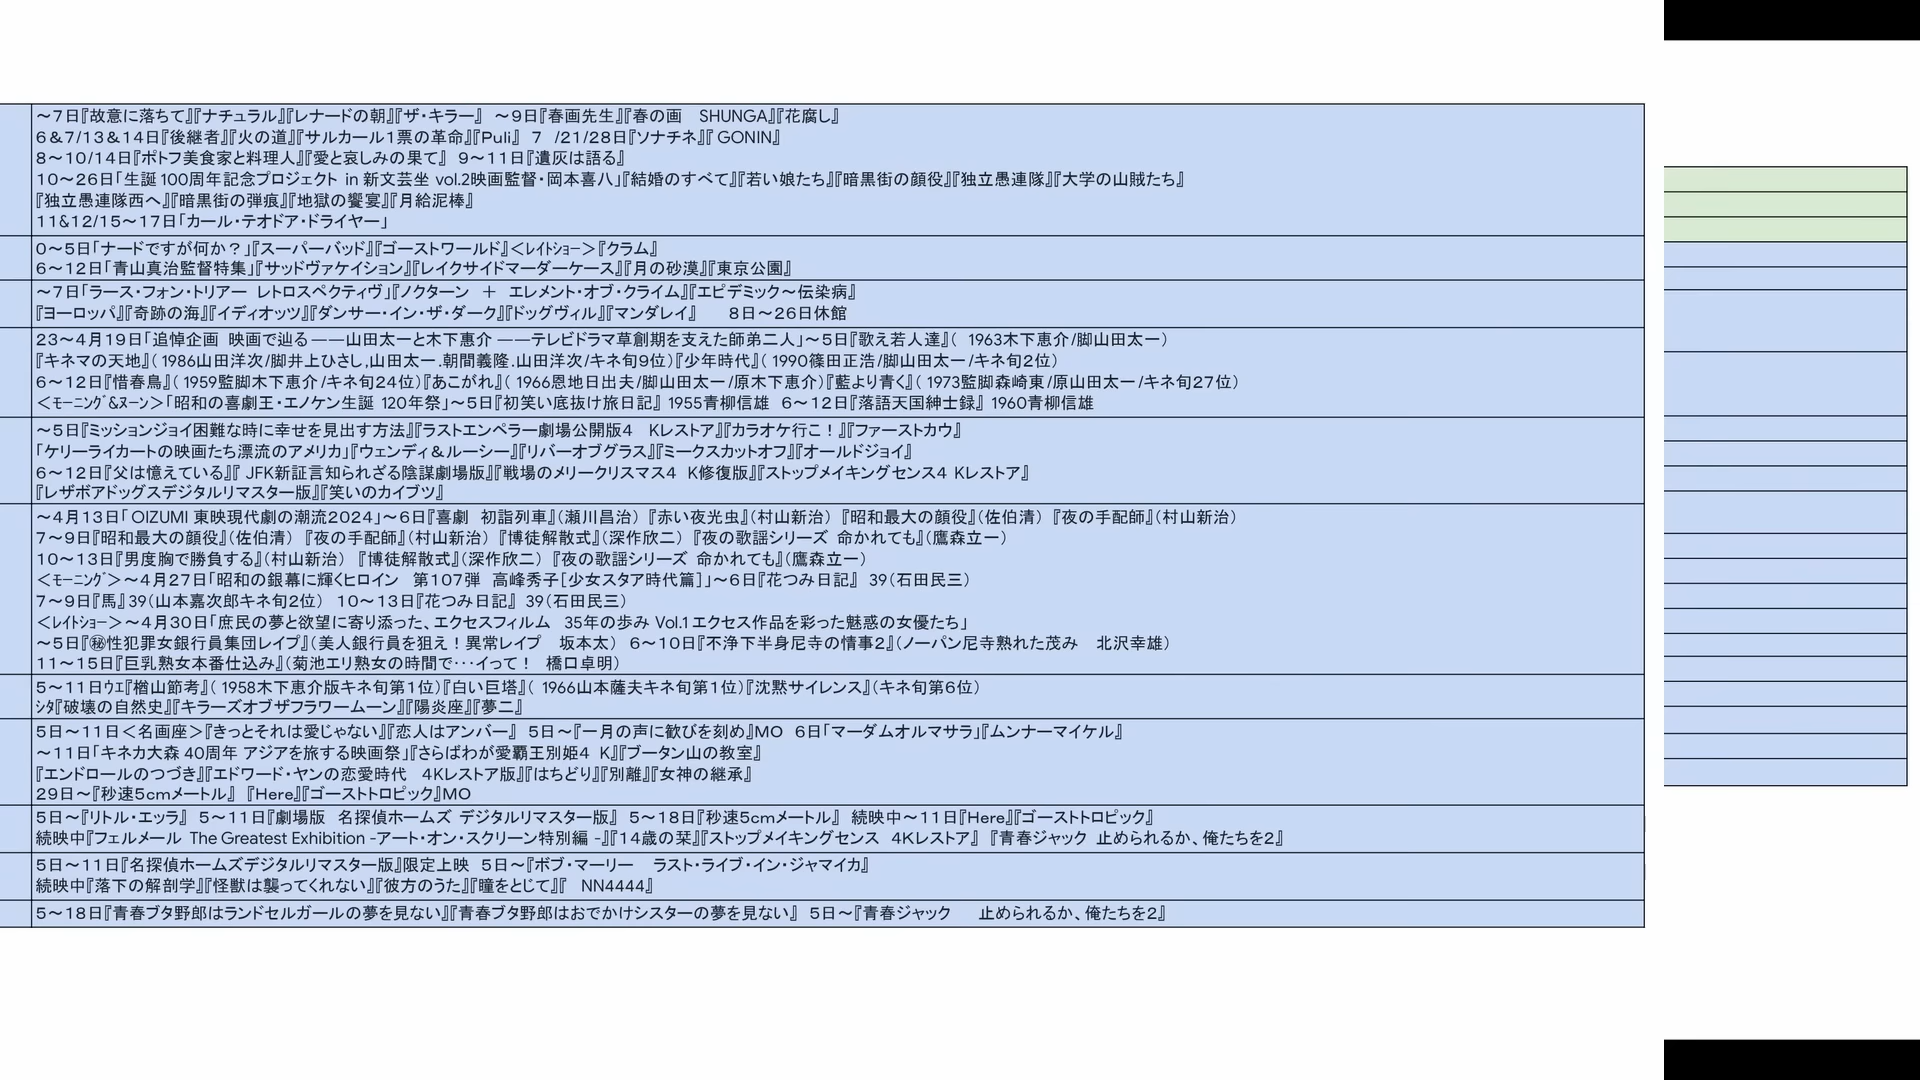 ～7日『故意に落ちて』『ナチュラル』『レナードの朝』『ザ・キラー』 ～9日『春画先生』『春の画 SHUNGA』『花腐し』
6＆7/13＆14日『後継者』『火の道』『サルカール1票の革命』『Puli』 7 /21/28日『ソナチネ』『GONIN』
8～10/14日『ポトフ美食家と料理人』『愛と哀しみの果て』 9～11日『遺灰は語る』
10～26日「生誕100周年記念プロジェクト in 新文芸坐 vol.2映画監督・岡本喜八」『結婚のすべて』『若い娘たち』『暗黒街の顔役』『独立愚連隊』『大学の山賊たち』
『独立愚連隊西へ』『暗黒街の弾痕』『地獄の饗宴』『月給泥棒』
11&12/15～17日「カール・テオドア・ドライヤー」
0～5日「ナードですが何か？」『スーパーバッド』『ゴーストワールド』＜ﾚｲﾄｼｮｰ＞『クラム』
6～12日「青山真治監督特集」『サッドヴァケイション』『レイクサイドマーダーケース』『月の砂漠』『東京公園』
～7日「ラース・フォン・トリアー レトロスペクティヴ」『ノクターン ＋ エレメント・オブ・クライム』『エピデミック～伝染病』
『ヨーロッパ』『奇跡の海』『イディオッツ』『ダンサー・イン・ザ・ダーク』『ドッグヴィル』『マンダレイ』 8日～26日休館
23～4月19日「追悼企画 映画で辿る——山田太一と木下惠介 ——テレビドラマ草創期を支えた師弟二人」～5日『歌え若人達』( 1963木下恵介/脚山田太一)
『キネマの天地』( 1986山田洋次/脚井上ひさし,山田太一.朝間義隆.山田洋次/キネ旬9位)『少年時代』( 1990篠田正浩/脚山田太一/キネ旬2位)
6～12日『惜春鳥』( 1959監脚木下恵介/キネ旬24位)『あこがれ』( 1966恩地日出夫/脚山田太一/原木下恵介)『藍より青く』( 1973監脚森崎東/原山田太一/キネ旬27位)
＜ﾓｰﾆﾝｸﾞ&ﾇｰﾝ＞「昭和の喜劇王・エノケン生誕 120年祭」～5日『初笑い底抜け旅日記』 1955青柳信雄 6～12日『落語天国紳士録』 1960青柳信雄
～5日『ミッションジョイ困難な時に幸せを見出す方法』『ラストエンペラー劇場公開版4 Kレストア』『カラオケ行こ！』『ファーストカウ』
「ケリーライカートの映画たち漂流のアメリカ」『ウェンディ＆ルーシー』『リバーオブグラス』『ミークスカットオフ』『オールドジョイ』
6～12日『父は憶えている』『 JFK新証言知られざる陰謀劇場版』『戦場のメリークリスマス4 K修復版』『ストップメイキングセンス4 Kレストア』
『レザボアドッグスデジタルリマスター版』『笑いのカイブツ』
～4月13日「OIZUMI 東映現代劇の潮流2024」～6日『喜劇 初詣列車』(瀬川昌治) 『赤い夜光虫』(村山新治) 『昭和最大の顔役』(佐伯清) 『夜の手配師』(村山新治)
7～9日『昭和最大の顔役』(佐伯清) 『夜の手配師』(村山新治) 『博徒解散式』(深作欣二) 『夜の歌謡シリーズ 命かれても』(鷹森立一)
10～13日『男度胸で勝負する』(村山新治) 『博徒解散式』(深作欣二) 『夜の歌謡シリーズ 命かれても』(鷹森立一)
＜ﾓｰﾆﾝｸﾞ＞～4月27日「昭和の銀幕に輝くヒロイン 第107弾 高峰秀子[少女スタア時代篇]」～6日『花つみ日記』 39(石田民三)
7～9日『馬』39(山本嘉次郎キネ旬2位) 10～13日『花つみ日記』 39(石田民三)
＜ﾚｲﾄｼｮｰ＞～4月30日「庶民の夢と欲望に寄り添った、エクセスフィルム 35年の歩み Vol.1 エクセス作品を彩った魅惑の女優たち」
～5日『㊙性犯罪女銀行員集団レイプ』(美人銀行員を狙え！異常レイプ 坂本太) 6～10日『不浄下半身尼寺の情事2』(ノーパン尼寺熟れた茂み 北沢幸雄)
11～15日『巨乳熟女本番仕込み』(菊池エリ熟女の時間で・・・イって！ 橋口卓明)
5～11日ｳｴ『楢山節考』( 1958木下恵介版キネ旬第1位)『白い巨塔』( 1966山本薩夫キネ旬第1位)『沈黙サイレンス』(キネ旬第6位)
ｼﾀ『破壊の自然史』『キラーズオブザフラワームーン』『陽炎座』『夢二』
5日～11日＜名画座＞『きっとそれは愛じゃない』『恋人はアンバー』 5日～『一月の声に歓びを刻め』MO 6日「マーダムオルマサラ」『ムンナーマイケル』
～11日「キネカ大森 40周年 アジアを旅する映画祭」『さらばわが愛覇王別姫4 K』『ブータン山の教室』
『エンドロールのつづき』『エドワード・ヤンの恋愛時代 4Kレストア版』『はちどり』『別離』『女神の継承』
29日～『秒速5cmメートル』 『Here』『ゴーストトロピック』MO
5日～『リトル・エッラ』 5～11日『劇場版 名探偵ホームズ デジタルリマスター版』 5～18日『秒速5cmメートル』 続映中～11日『Here』『ゴーストトロピック』
続映中『フェルメール The Greatest Exhibition -アート・オン・スクリーン特別編 -』『14歳の栞』『ストップメイキングセンス 4Kレストア』 『青春ジャック 止められるか、俺たちを2』
5日～11日『名探偵ホームズデジタルリマスター版』限定上映 5日～『ボブ・マーリー ラスト・ライブ・イン・ジャマイカ』
続映中『落下の解剖学』『怪獣は襲ってくれない』『彼方のうた』『瞳をとじて』『 NN4444』
5～18日『青春ブタ野郎はランドセルガールの夢を見ない』『青春ブタ野郎はおでかけシスターの夢を見ない』 5日～『青春ジャック 止められるか、俺たちを2』